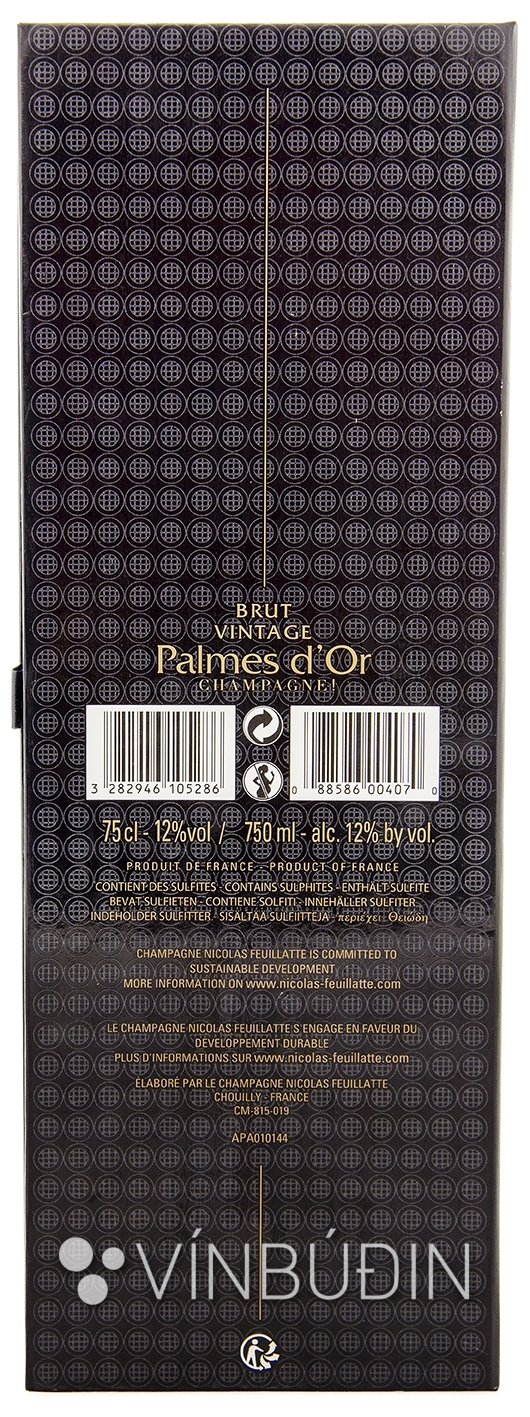 BRUT
VINTAGE
Palmes d'Or
CHAMPAGNE!
3 282946 105286
0 88586 00407 0
75 cl - 12%vol / 750 ml - alc. 12% by vol.
PRODUIT DE FRANCE - PRODUCT OF FRANCE
CONTIENT DES SULFITES - CONTAINS SULPHITES - ENTHÄLT SULFITE
BEVAT SULFIETEN - CONTIENE SOLFITI - INNEHÅLLER SULFITER
INDEHOLDER SULFITTER - SISÄLTÄÄ SULFIITTEJA - περιέχει Θειώδη
CHAMPAGNE NICOLAS FEUILLATTE IS COMMITTED TO
SUSTAINABLE DEVELOPMENT
MORE INFORMATION ON www.nicolas-feuillatte.com
LE CHAMPAGNE NICOLAS FEUILLATTE S'ENGAGE EN FAVEUR DU
DÉVELOPPEMENT DURABLE
PLUS D'INFORMATIONS SUR www.nicolas-feuillatte.com
ÉLABORÉ PAR LE CHAMPAGNE NICOLAS FEUILLATTE
CHOUILLY - FRANCE
CM-815-019
APA010144
VÍNBÚÐIN